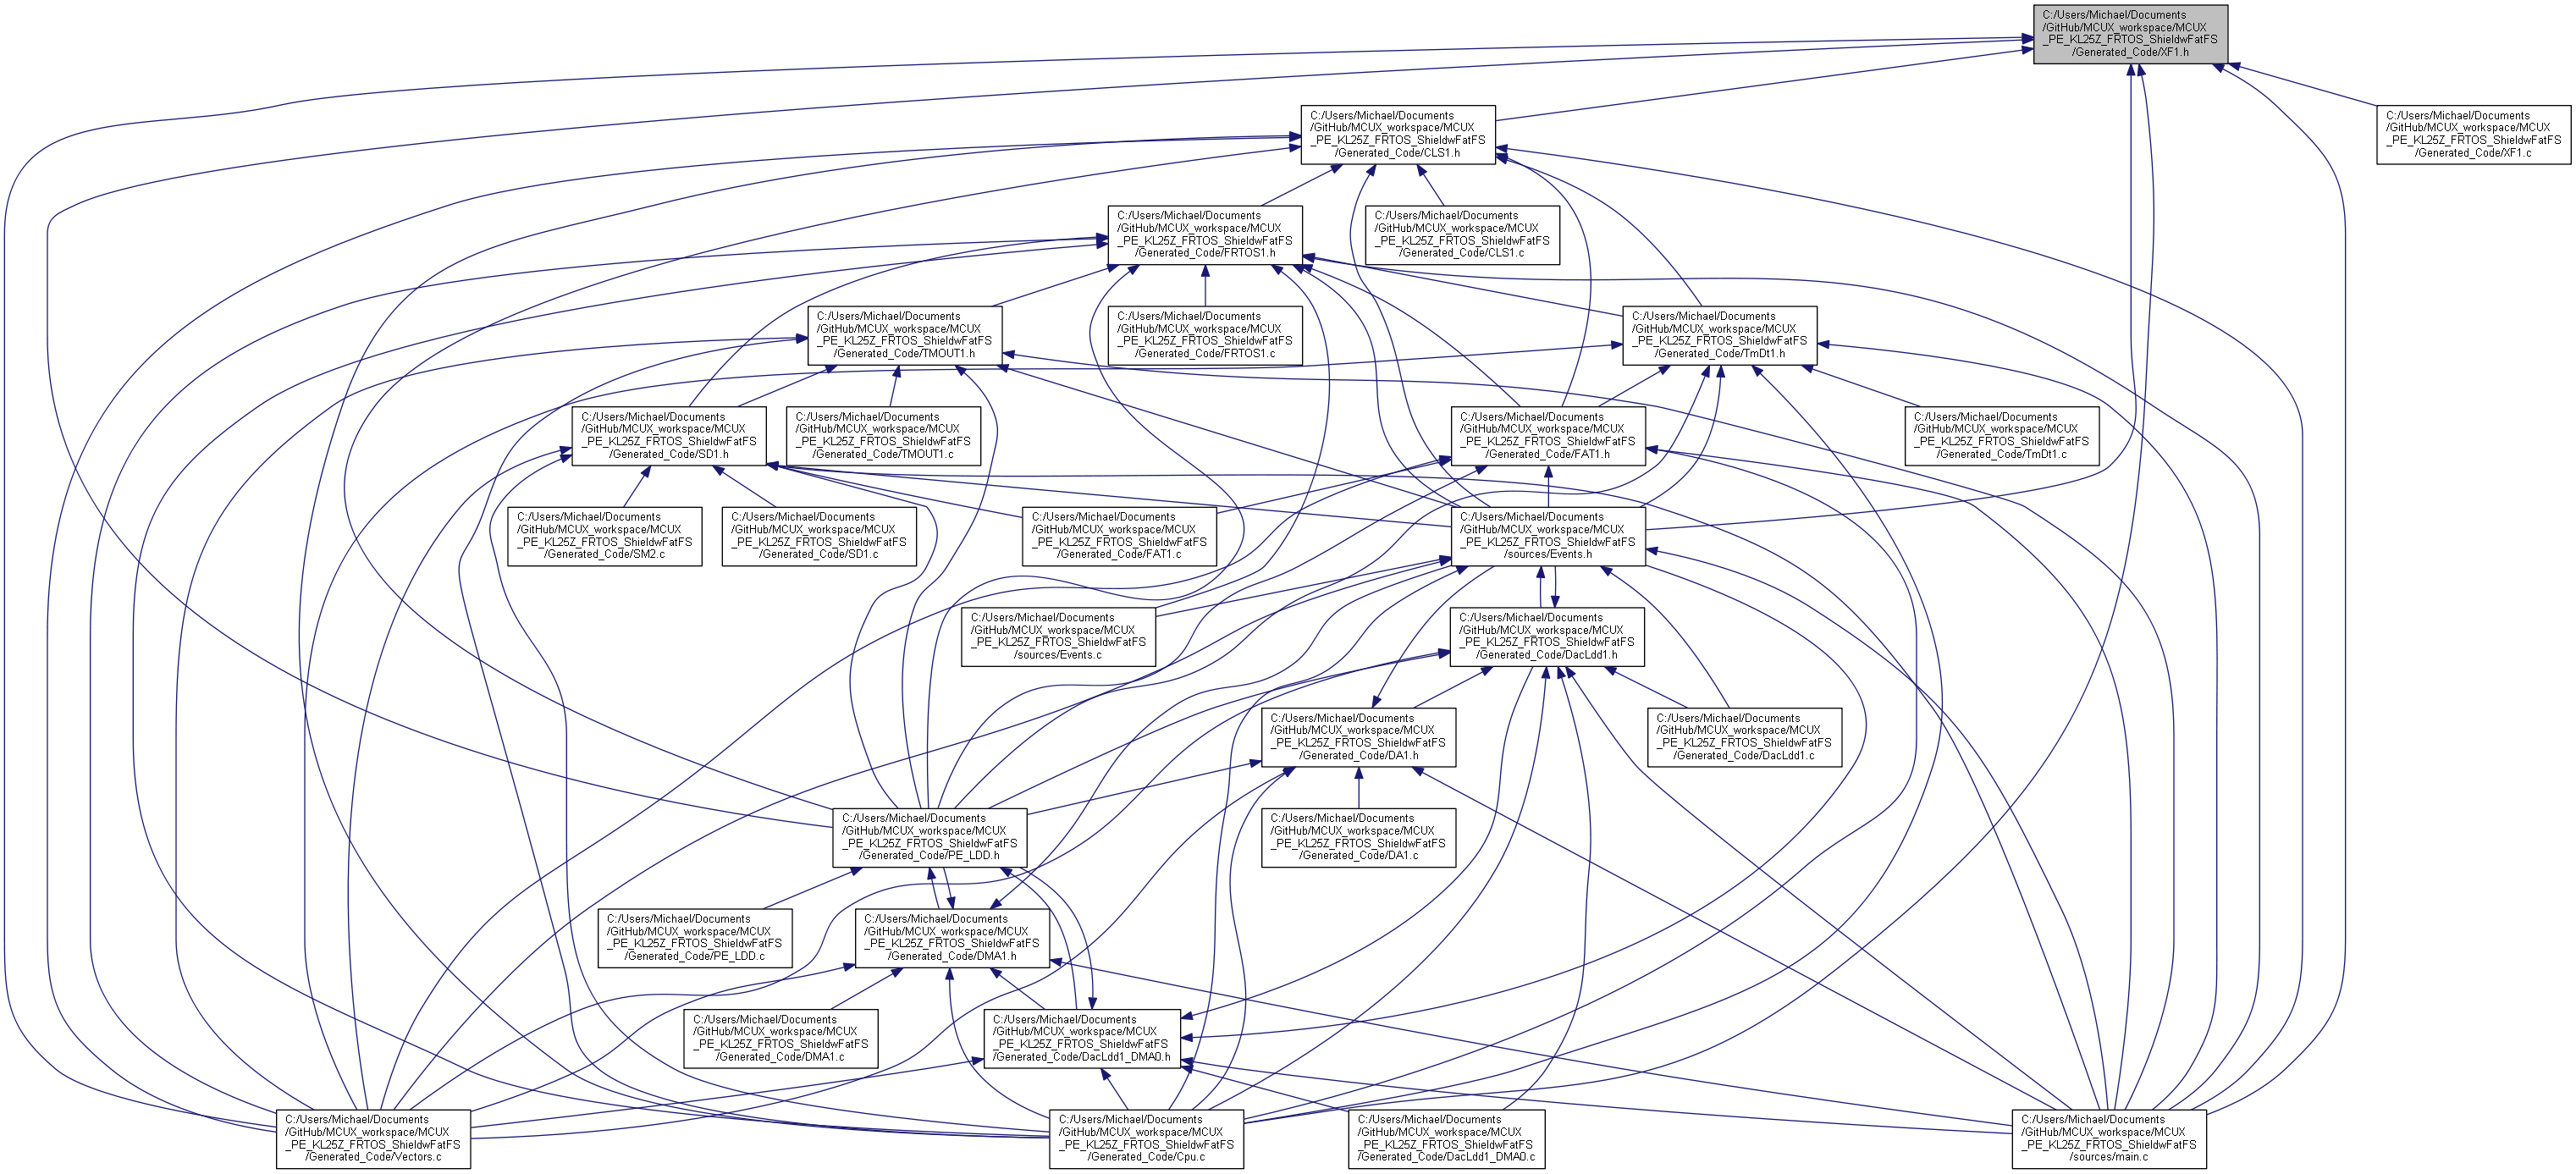 C:/Users/Michael/Documents
/GitHub/MCUX_workspace/MCUX
_PE_KL25Z_FRTOS_ShieldwFatFS
/Generated_Code/XF1.h
C:/Users/Michael/Documents
/GitHub/MCUX_workspace/MCUX
_PE_KL25Z_FRTOS_ShieldwFatFS
/Generated_Code/CLS1.h
C:/Users/Michael/Documents
/GitHub/MCUX_workspace/MCUX
_PE_KL25Z_FRTOS_ShieldwFatFS
/Generated_Code/XF1.c
C:/Users/Michael/Documents
/GitHub/MCUX_workspace/MCUX
_PE_KL25Z_FRTOS_ShieldwFatFS
/Generated_Code/FRTOS1.h
C:/Users/Michael/Documents
/GitHub/MCUX_workspace/MCUX
_PE_KL25Z_FRTOS_ShieldwFatFS
/Generated_Code/CLS1.c
C:/Users/Michael/Documents
/GitHub/MCUX_workspace/MCUX
_PE_KL25Z_FRTOS_ShieldwFatFS
/Generated_Code/TMOUT1.h
C:/Users/Michael/Documents
/GitHub/MCUX_workspace/MCUX
_PE_KL25Z_FRTOS_ShieldwFatFS
/Generated_Code/FRTOS1.c
C:/Users/Michael/Documents
/GitHub/MCUX_workspace/MCUX
_PE_KL25Z_FRTOS_ShieldwFatFS
/Generated_Code/TmDt1.h
C:/Users/Michael/Documents
/GitHub/MCUX_workspace/MCUX
_PE_KL25Z_FRTOS_ShieldwFatFS
/Generated_Code/SD1.h
C:/Users/Michael/Documents
/GitHub/MCUX_workspace/MCUX
_PE_KL25Z_FRTOS_ShieldwFatFS
/Generated_Code/TMOUT1.c
C:/Users/Michael/Documents
/GitHub/MCUX_workspace/MCUX
_PE_KL25Z_FRTOS_ShieldwFatFS
/Generated_Code/FAT1.h
C:/Users/Michael/Documents
/GitHub/MCUX_workspace/MCUX
_PE_KL25Z_FRTOS_ShieldwFatFS
/Generated_Code/TmDt1.c
C:/Users/Michael/Documents
/GitHub/MCUX_workspace/MCUX
_PE_KL25Z_FRTOS_ShieldwFatFS
/Generated_Code/SM2.c
C:/Users/Michael/Documents
/GitHub/MCUX_workspace/MCUX
_PE_KL25Z_FRTOS_ShieldwFatFS
/Generated_Code/SD1.c
C:/Users/Michael/Documents
/GitHub/MCUX_workspace/MCUX
_PE_KL25Z_FRTOS_ShieldwFatFS
/Generated_Code/FAT1.c
C:/Users/Michael/Documents
/GitHub/MCUX_workspace/MCUX
_PE_KL25Z_FRTOS_ShieldwFatFS
/sources/Events.h
C:/Users/Michael/Documents
/GitHub/MCUX_workspace/MCUX
_PE_KL25Z_FRTOS_ShieldwFatFS
/sources/Events.c
C:/Users/Michael/Documents
/GitHub/MCUX_workspace/MCUX
_PE_KL25Z_FRTOS_ShieldwFatFS
/Generated_Code/DacLdd1.h
C:/Users/Michael/Documents
/GitHub/MCUX_workspace/MCUX
_PE_KL25Z_FRTOS_ShieldwFatFS
/Generated_Code/DA1.h
C:/Users/Michael/Documents
/GitHub/MCUX_workspace/MCUX
_PE_KL25Z_FRTOS_ShieldwFatFS
/Generated_Code/DacLdd1.c
C:/Users/Michael/Documents
/GitHub/MCUX_workspace/MCUX
_PE_KL25Z_FRTOS_ShieldwFatFS
/Generated_Code/PE_LDD.h
C:/Users/Michael/Documents
/GitHub/MCUX_workspace/MCUX
_PE_KL25Z_FRTOS_ShieldwFatFS
/Generated_Code/DA1.c
C:/Users/Michael/Documents
/GitHub/MCUX_workspace/MCUX
_PE_KL25Z_FRTOS_ShieldwFatFS
/Generated_Code/PE_LDD.c
C:/Users/Michael/Documents
/GitHub/MCUX_workspace/MCUX
_PE_KL25Z_FRTOS_ShieldwFatFS
/Generated_Code/DMA1.h
C:/Users/Michael/Documents
/GitHub/MCUX_workspace/MCUX
_PE_KL25Z_FRTOS_ShieldwFatFS
/Generated_Code/DMA1.c
C:/Users/Michael/Documents
/GitHub/MCUX_workspace/MCUX
_PE_KL25Z_FRTOS_ShieldwFatFS
/Generated_Code/DacLdd1_DMA0.h
C:/Users/Michael/Documents
/GitHub/MCUX_workspace/MCUX
_PE_KL25Z_FRTOS_ShieldwFatFS
/Generated_Code/Vectors.c
C:/Users/Michael/Documents
/GitHub/MCUX_workspace/MCUX
_PE_KL25Z_FRTOS_ShieldwFatFS
/Generated_Code/Cpu.c
C:/Users/Michael/Documents
/GitHub/MCUX_workspace/MCUX
_PE_KL25Z_FRTOS_ShieldwFatFS
/Generated_Code/DacLdd1_DMA0.c
C:/Users/Michael/Documents
/GitHub/MCUX_workspace/MCUX
_PE_KL25Z_FRTOS_ShieldwFatFS
/sources/main.c